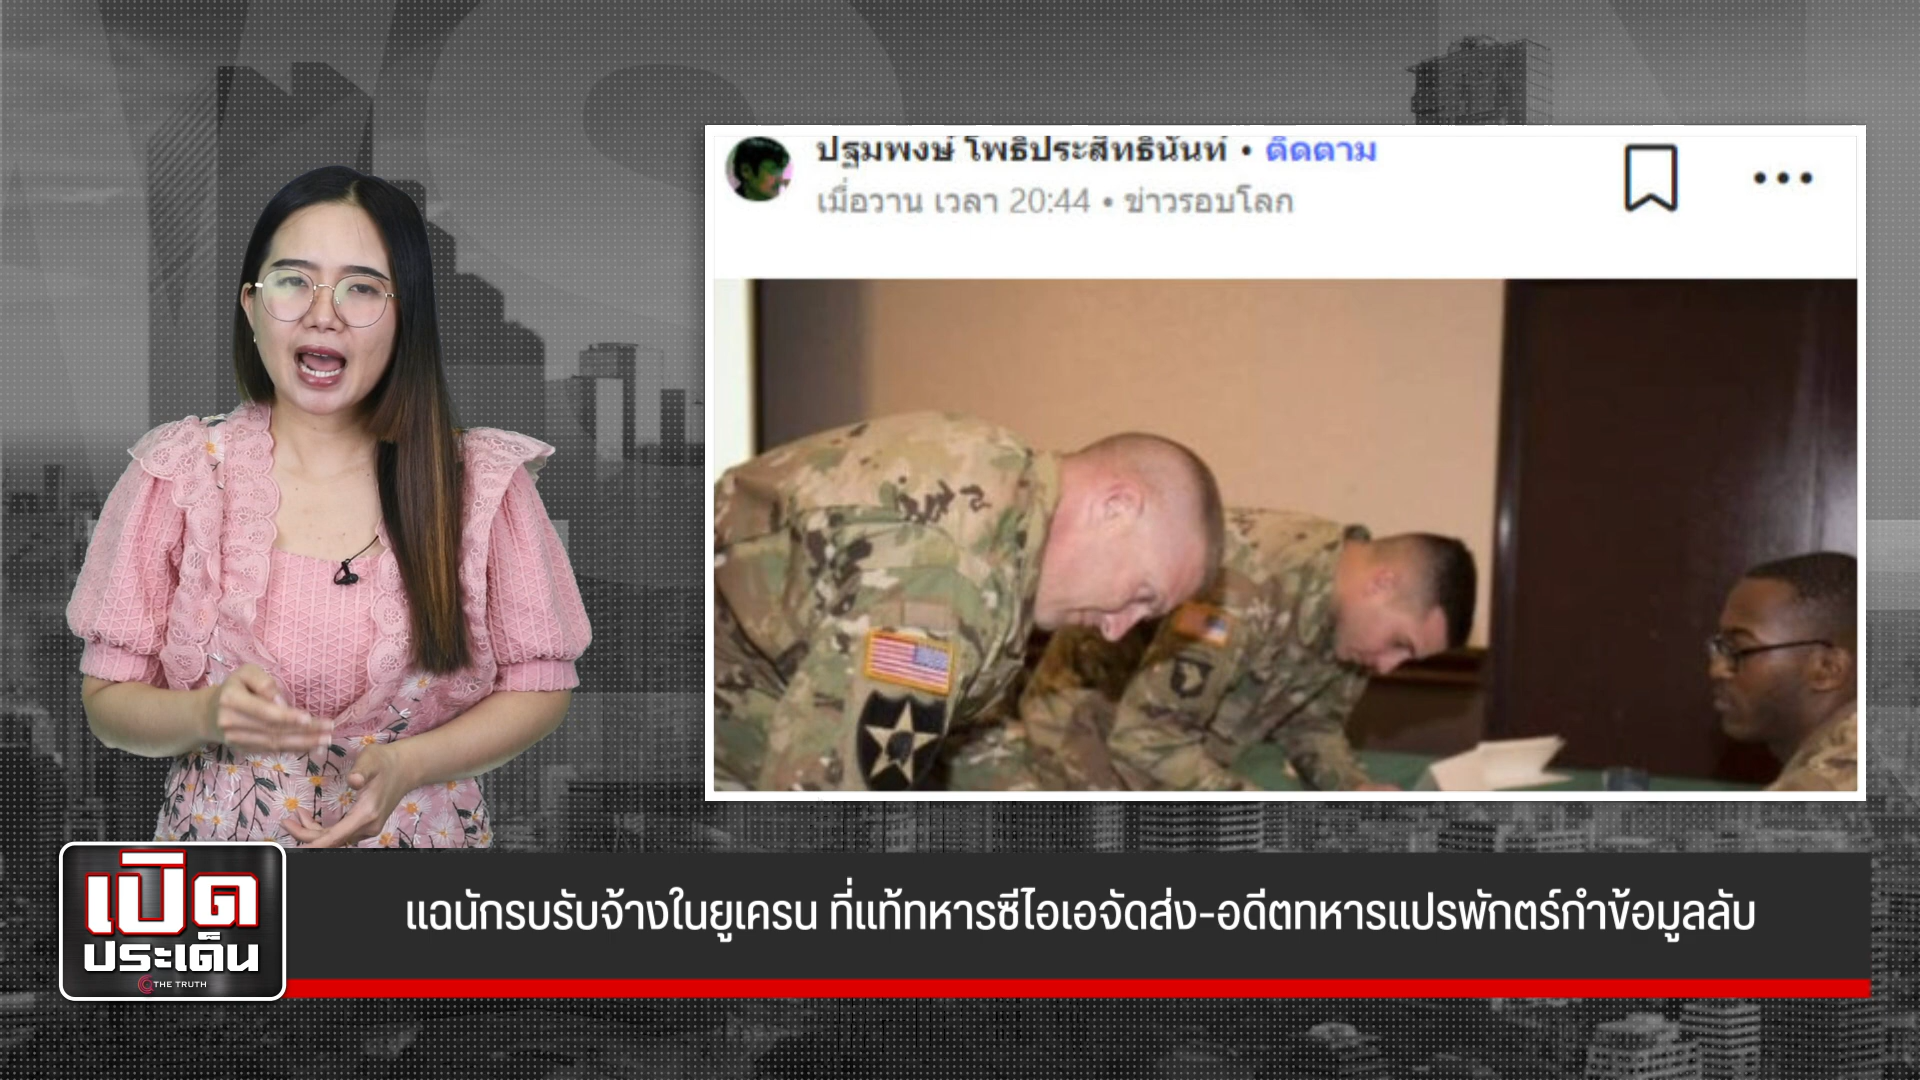 ปฐมพงษ์ โพธิประสิทธินันท์ • ติดตาม
เมื่อวาน เวลา 20:44 • ข่าวรอบโลก
เปิด
ประเด็น
THE TRUTH
แฉนักรบรับจ้างในยูเครน ที่แท้ทหารซีไอเอจัดส่ง-อดีตทหารแปรพักตร์กำข้อมูลลับ